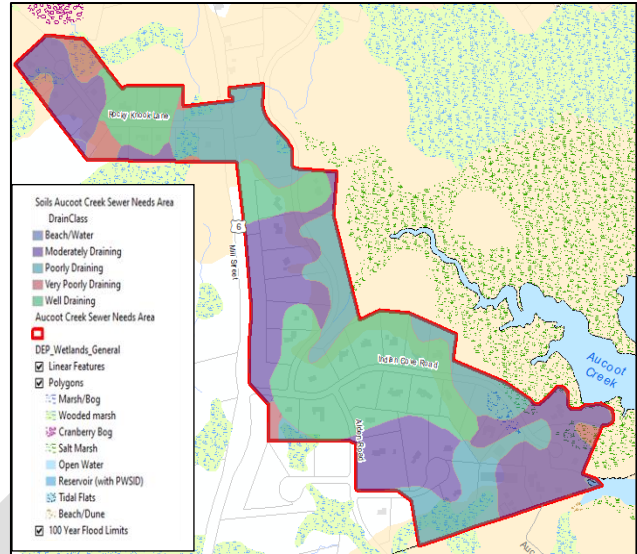 Rocky Knook Lane
6
Mill Street
Indian Cove Road
Arden Road
Aucoot
Creek
Soils Aucoot Creek Sewer Needs Area
DrainClass
Beach/Water
Moderately Draining
Poorly Draining
Very Poorly Draining
Well Draining
Aucoot Creek Sewer Needs Area
DEP_Wetlands_General
Linear Features
Polygons
Marsh/Bog
Wooded marsh
Cranberry Bog
Salt Marsh
Open Water
Reservoir (with PWSID)
Tidal Flats
Beach/Dune
100 Year Flood Limits